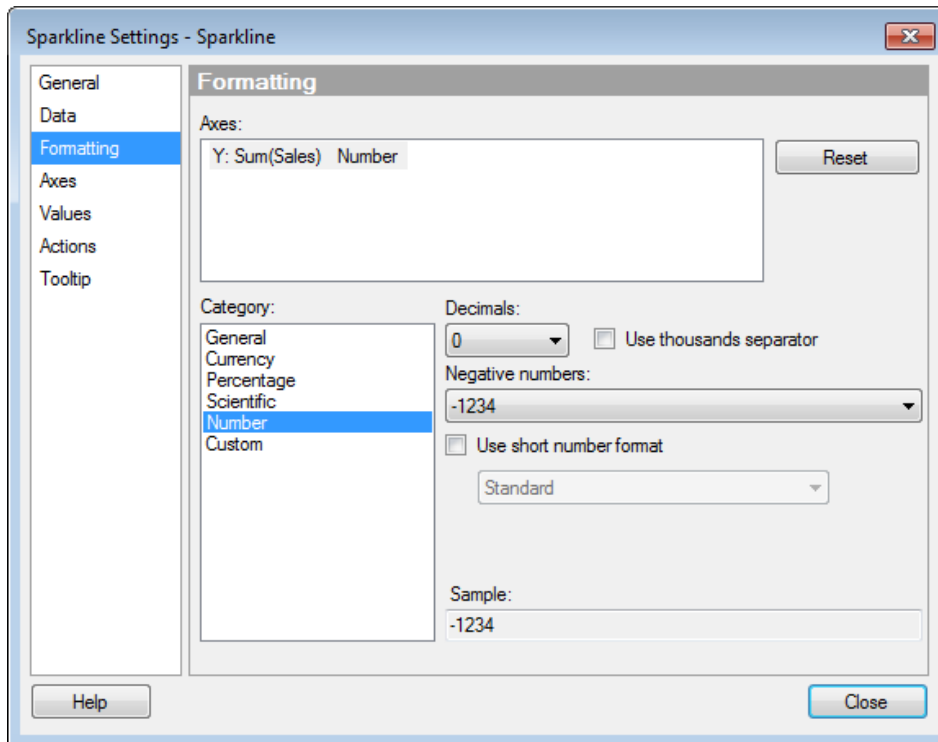 Sparkline Settings - Sparkline
General
Data
Formatting
Axes
Values
Actions
Tooltip
Formatting
Axes:
Y: Sum(Sales) Number
Reset
Category:
General
Currency
Percentage
Scientific
Number
Custom
Decimals:
0
Use thousands separator
Negative numbers:
-1234
Use short number format
Standard
Sample:
-1234
Help
Close